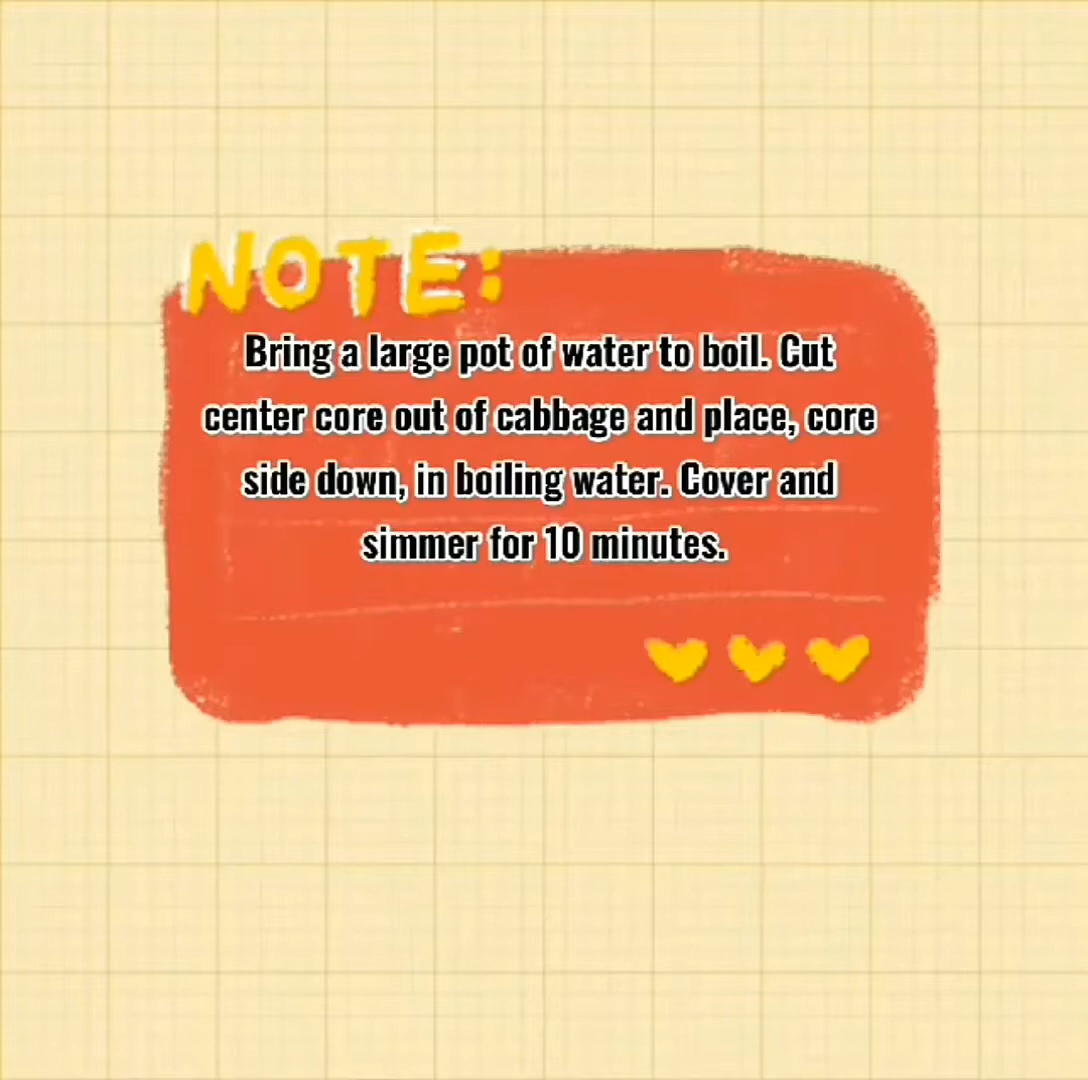 NOTE:
Bring a large pot of water to boil. Cut
center core out of cabbage and place, core
side down, in boiling water. Cover and
simmer for 10 minutes.